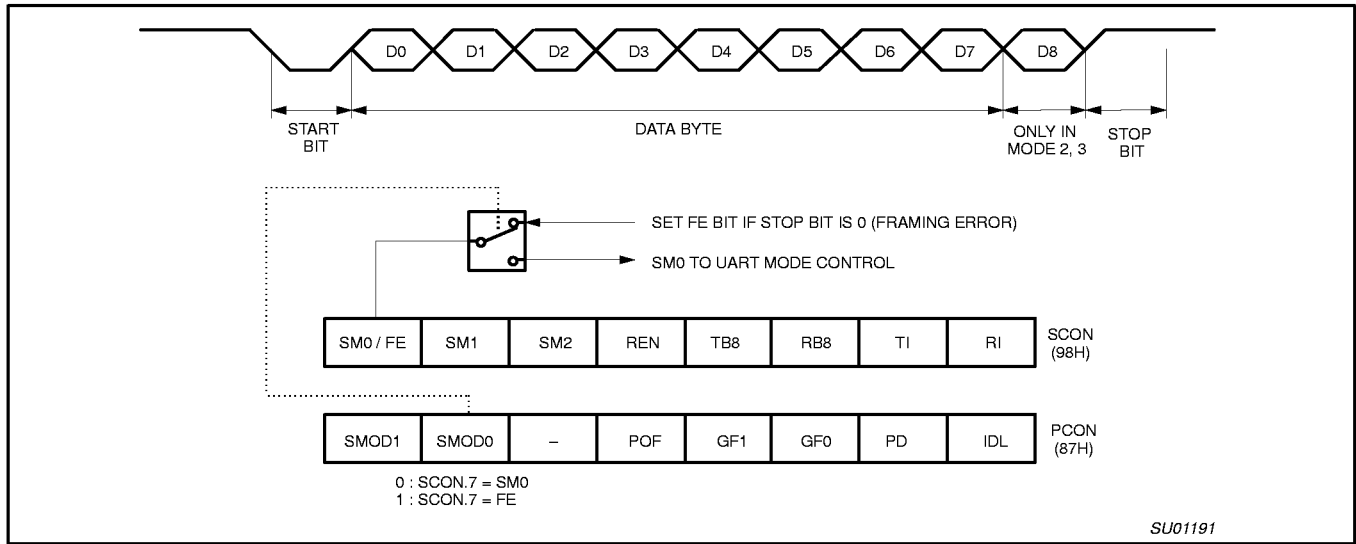 D0 D1 D2 D3 D4 D5 D6 D7 D8
START
BIT
DATA BYTE
ONLY IN
MODE 2, 3
STOP
BIT
SET FE BIT IF STOP BIT IS 0 (FRAMING ERROR)
SM0 TO UART MODE CONTROL
SM0 / FE SM1 SM2 REN TB8 RB8 TI RI
SCON
(98H)
SMOD1 SMOD0 – POF GF1 GF0 PD IDL
PCON
(87H)
0 : SCON.7 = SM0
1 : SCON.7 = FE
SU01191